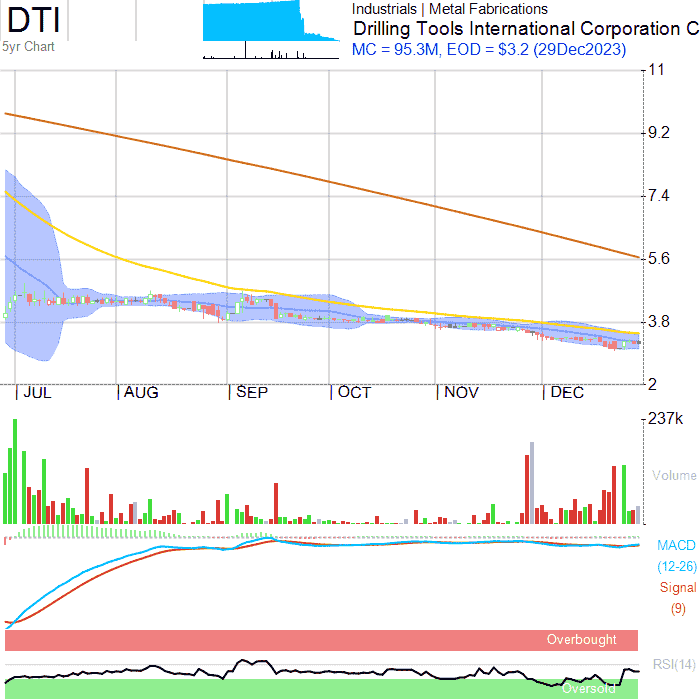 DTI
5yr Chart
Industrials | Metal Fabrications
Drilling Tools International Corporation C
MC = 95.3M, EOD = $3.2 (29Dec2023)
11
9.2
7.4
5.6
3.8
2
JUL AUG SEP OCT NOV DEC
237k
Volume
MACD
(12-26)
Signal
(9)
Overbought
RSI(14)
Oversold